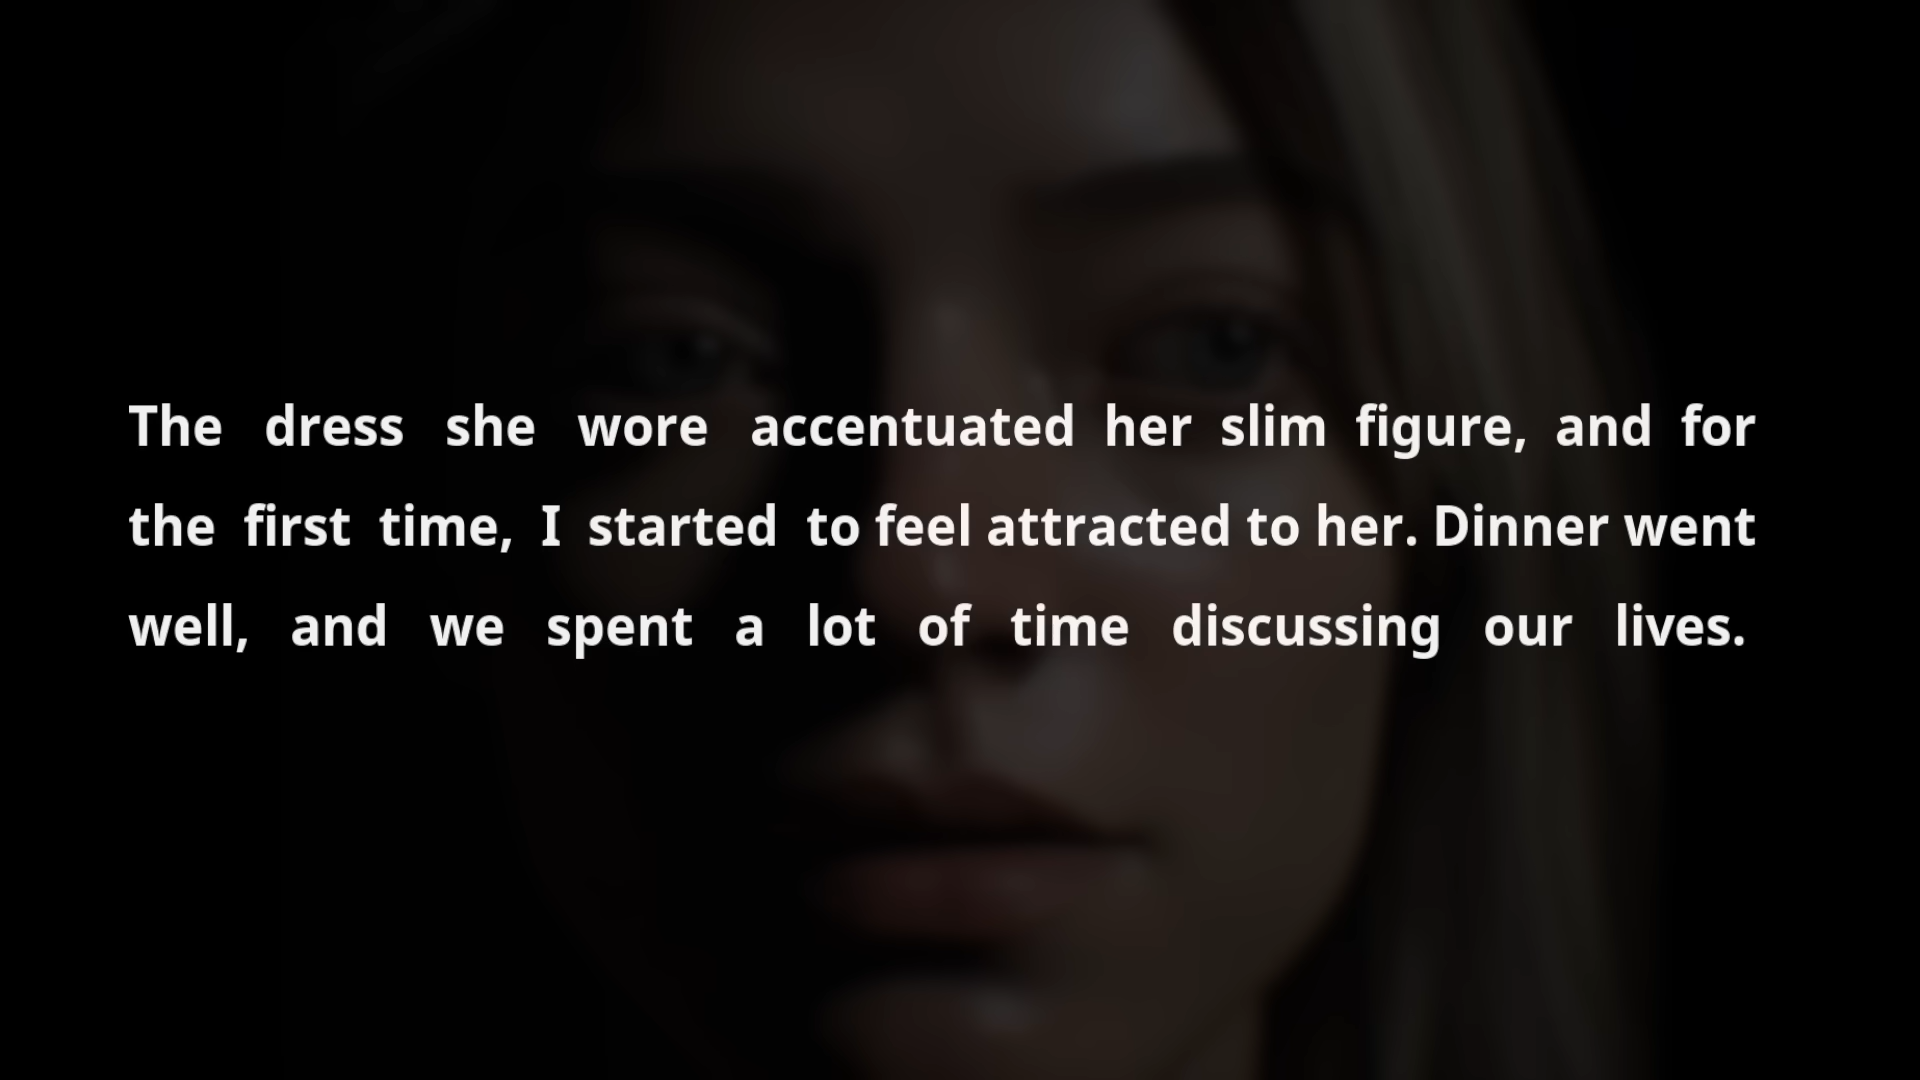 The dress she wore accentuated her slim figure, and for
the first time, I started to feel attracted to her. Dinner went
well, and we spent a lot of time discussing our lives.